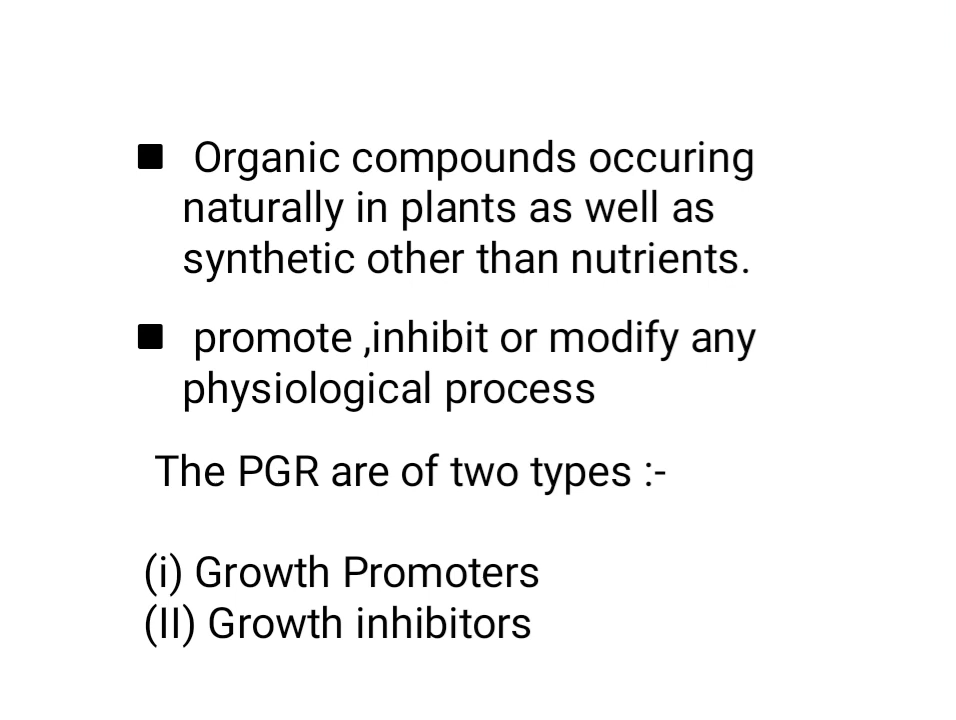 ■ Organic compounds occuring
naturally in plants as well as
synthetic other than nutrients.
■ promote ,inhibit or modify any
physiological process
The PGR are of two types :-
(i) Growth Promoters
(II) Growth inhibitors